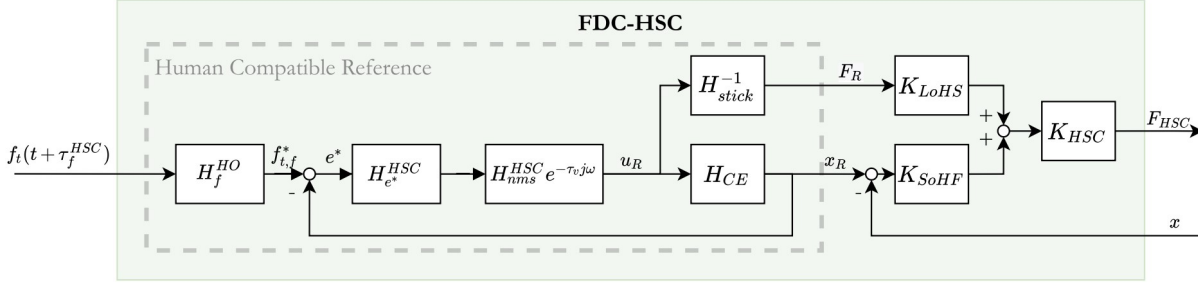 FDC-HSC
Human Compatible Reference
f_t(t + τ_f^{HSC})
H_f^{HO}
f_{t,f}^*
e^*
-
H_{e^*}^{HSC}
H_{nms}^{HSC} e^{-τ_v jω}
u_R
H_{stick}^{-1}
H_{CE}
F_R
x_R
-
K_{LoHS}
K_{SoHF}
+
+
K_{HSC}
F_{HSC}
x